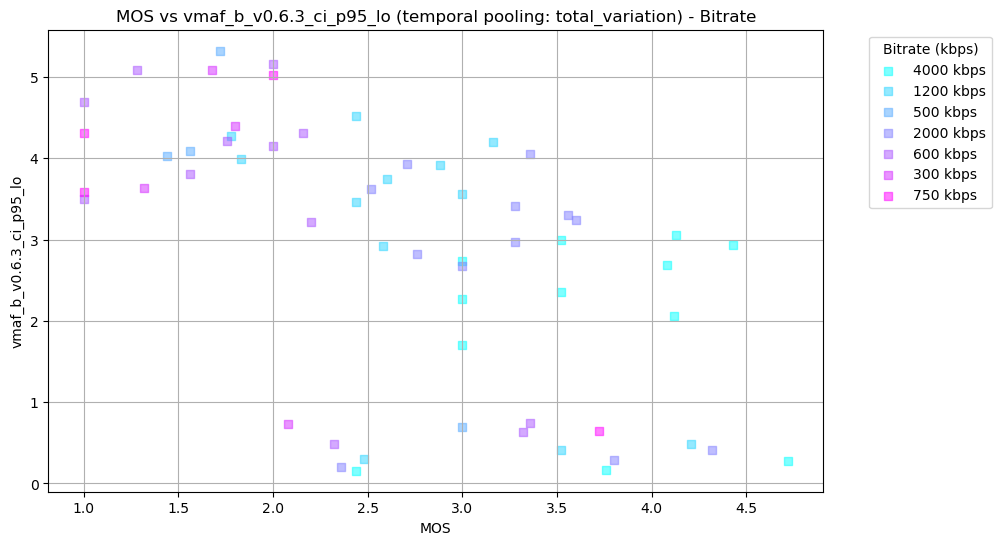 MOS vs vmaf_b_v0.6.3_ci_p95_lo (temporal pooling: total_variation) - Bitrate
vmaf_b_v0.6.3_ci_p95_lo
5
4
3
2
1
0
1.0 1.5 2.0 2.5 3.0 3.5 4.0 4.5
MOS
Bitrate (kbps)
4000 kbps
1200 kbps
500 kbps
2000 kbps
600 kbps
300 kbps
750 kbps